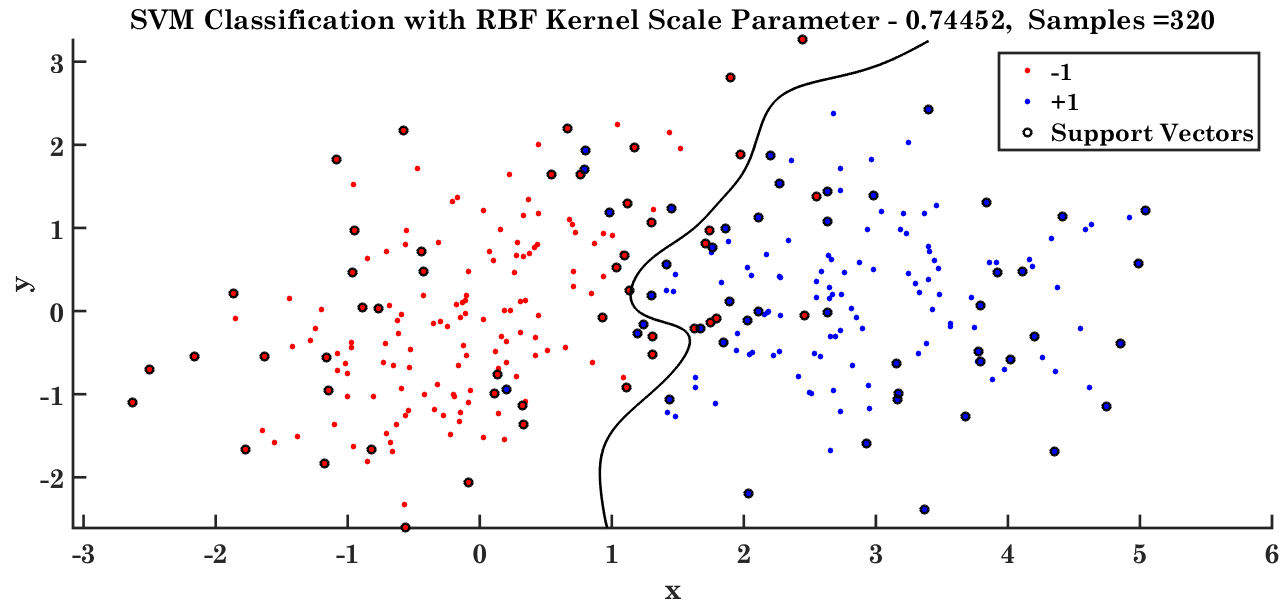 SVM Classification with RBF Kernel Scale Parameter - 0.74452, Samples =320
3
2
1
0
-1
-2
y
-3 -2 -1 0 1 2 3 4 5 6
x
-1
+1
Support Vectors